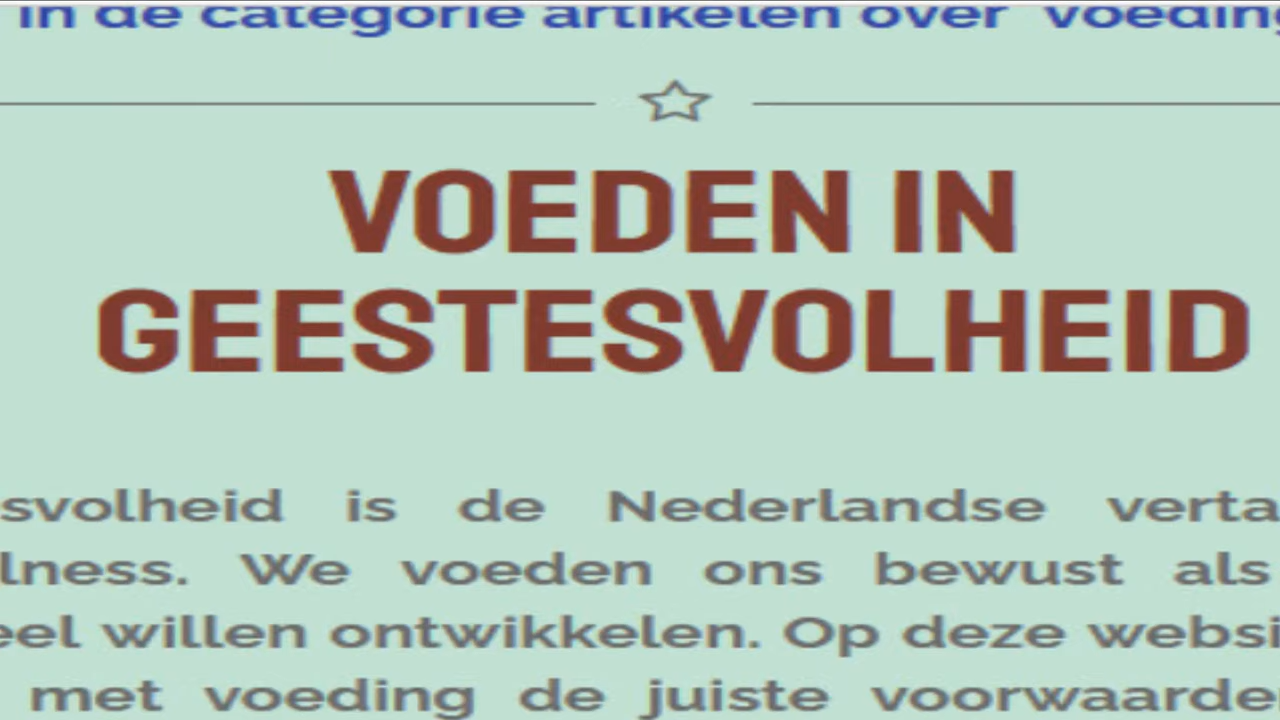 in de categorie artikelen over voeding
VOEDEN IN
GEESTESVOLHEID
svolheid is de Nederlandse verta
lness. We voeden ons bewust als
eel willen ontwikkelen. Op deze websi
met voeding de juiste voorwaarde